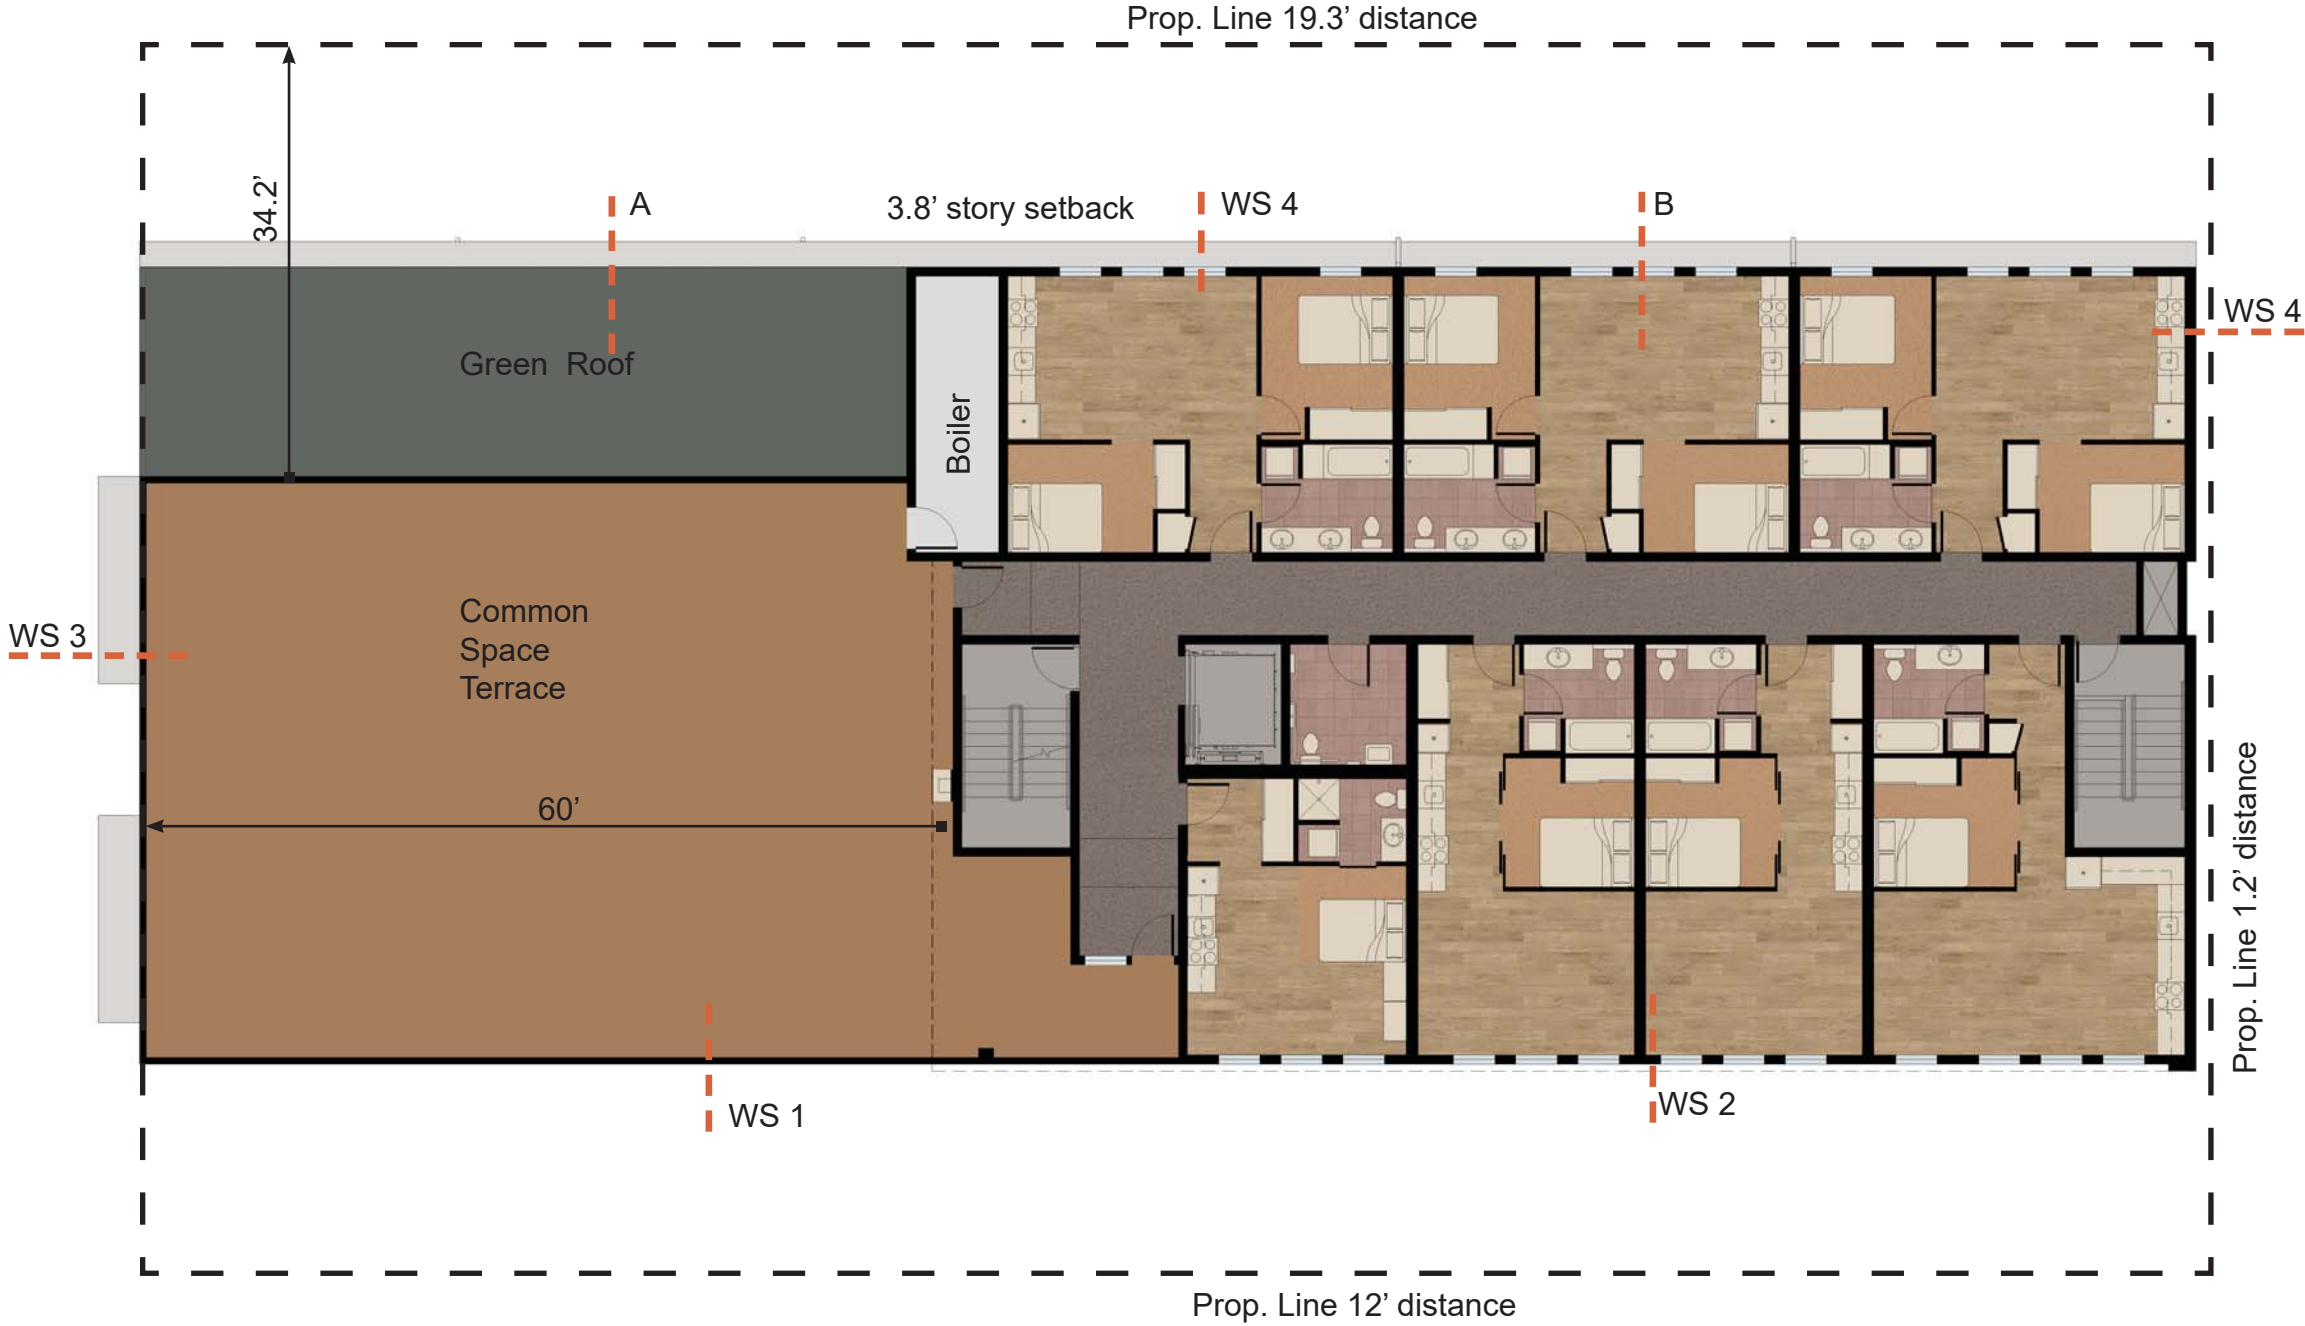 Prop. Line 19.3’ distance
34.2’
A
3.8’ story setback
WS 4
B
WS 4
Green Roof
Boiler
Common
Space
Terrace
WS 3
60’
Prop. Line 1.2’ distance
WS 1
WS 2
Prop. Line 12’ distance